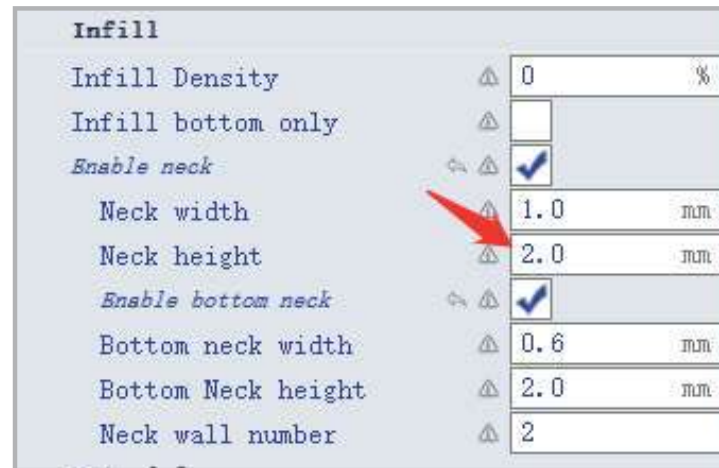 Infill
Infill Density 0 %
Infill bottom only
Enable neck
Neck width 1.0 mm
Neck height 2.0 mm
Enable bottom neck
Bottom neck width 0.6 mm
Bottom Neck height 2.0 mm
Neck wall number 2